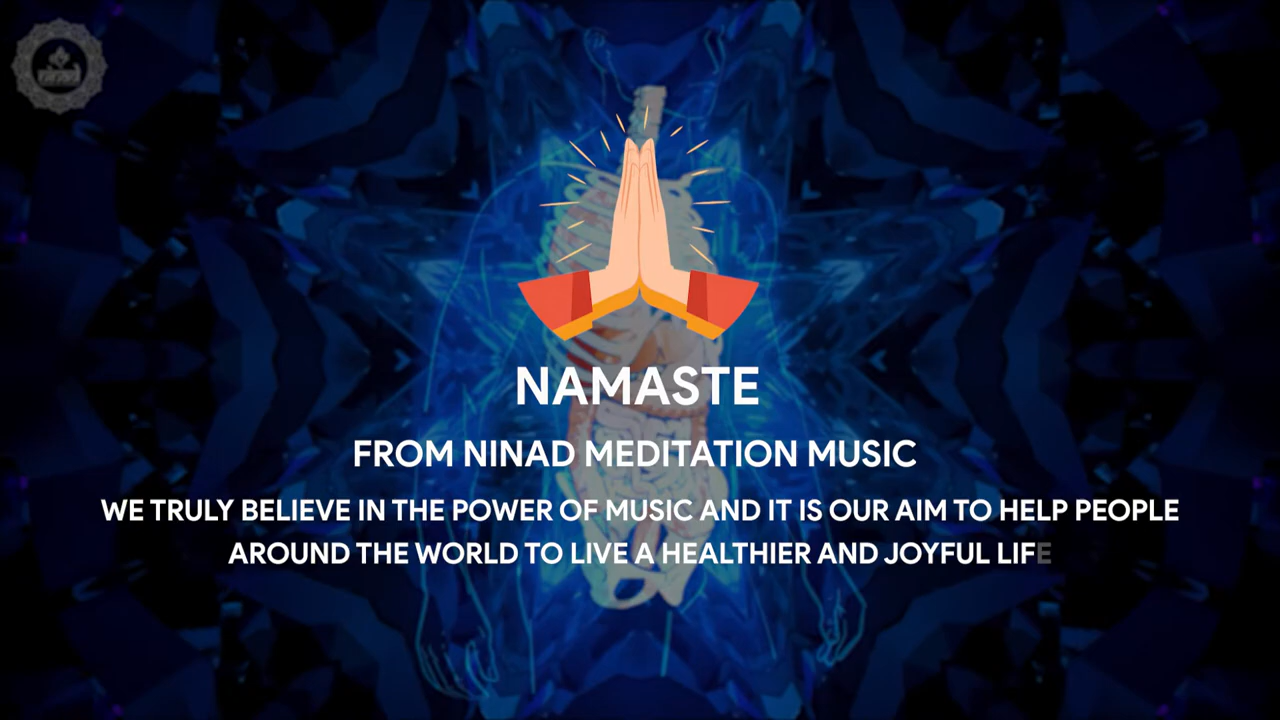 NAMASTE
FROM NINAD MEDITATION MUSIC
WE TRULY BELIEVE IN THE POWER OF MUSIC AND IT IS OUR AIM TO HELP PEOPLE
AROUND THE WORLD TO LIVE A HEALTHIER AND JOYFUL LIFE